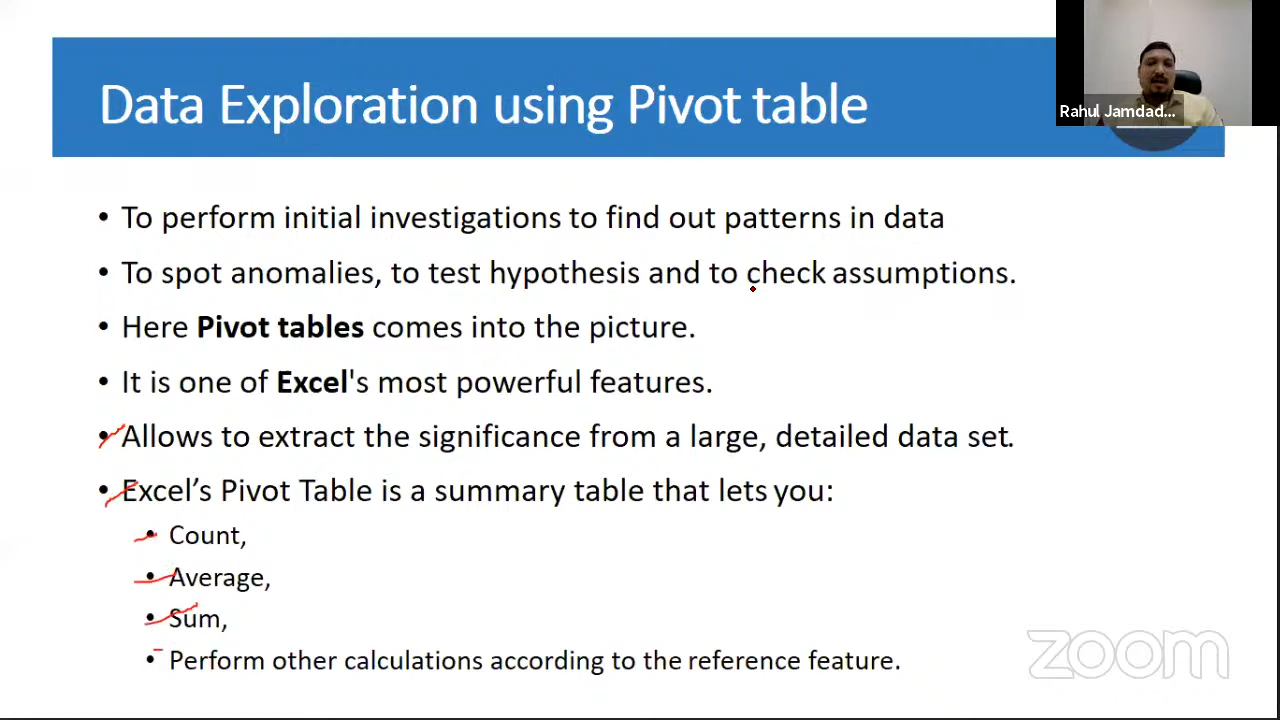 Data Exploration using Pivot table
Rahul Jamdad...
• To perform initial investigations to find out patterns in data
• To spot anomalies, to test hypothesis and to check assumptions.
• Here Pivot tables comes into the picture.
• It is one of Excel's most powerful features.
• Allows to extract the significance from a large, detailed data set.
• Excel’s Pivot Table is a summary table that lets you:
• Count,
• Average,
• Sum,
• Perform other calculations according to the reference feature.
zoom